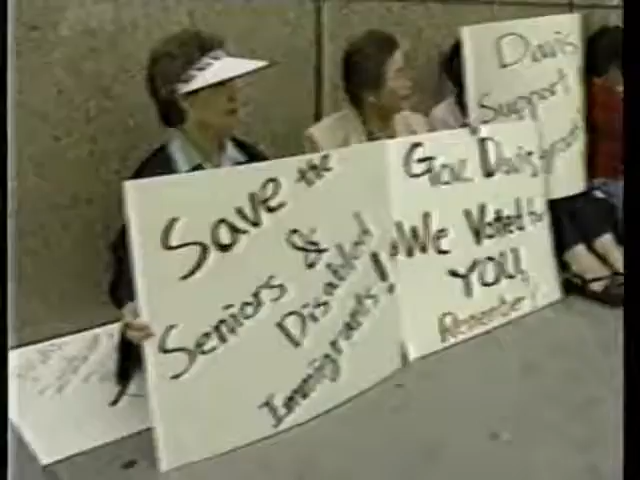 Save the
Seniors &
Disabled
Immigrants!
Gov. Davis
We Voted for
YOU,
Remember!
Davis
Support